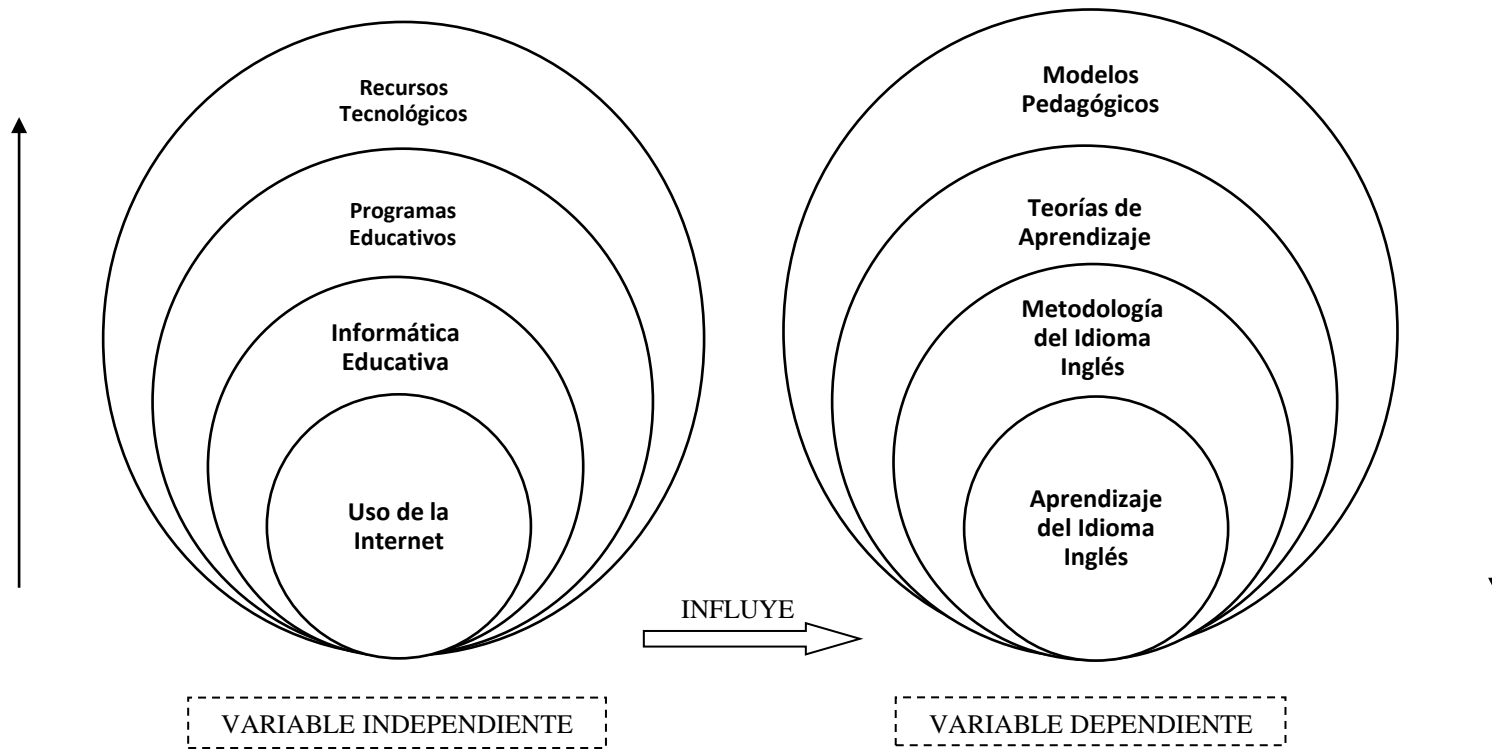 Recursos
Tecnológicos
Programas
Educativos
Informática
Educativa
Uso de la
Internet
Modelos
Pedagógicos
Teorías de
Aprendizaje
Metodología
del Idioma
Inglés
Aprendizaje
del Idioma
Inglés
INFLUYE
VARIABLE INDEPENDIENTE
VARIABLE DEPENDIENTE